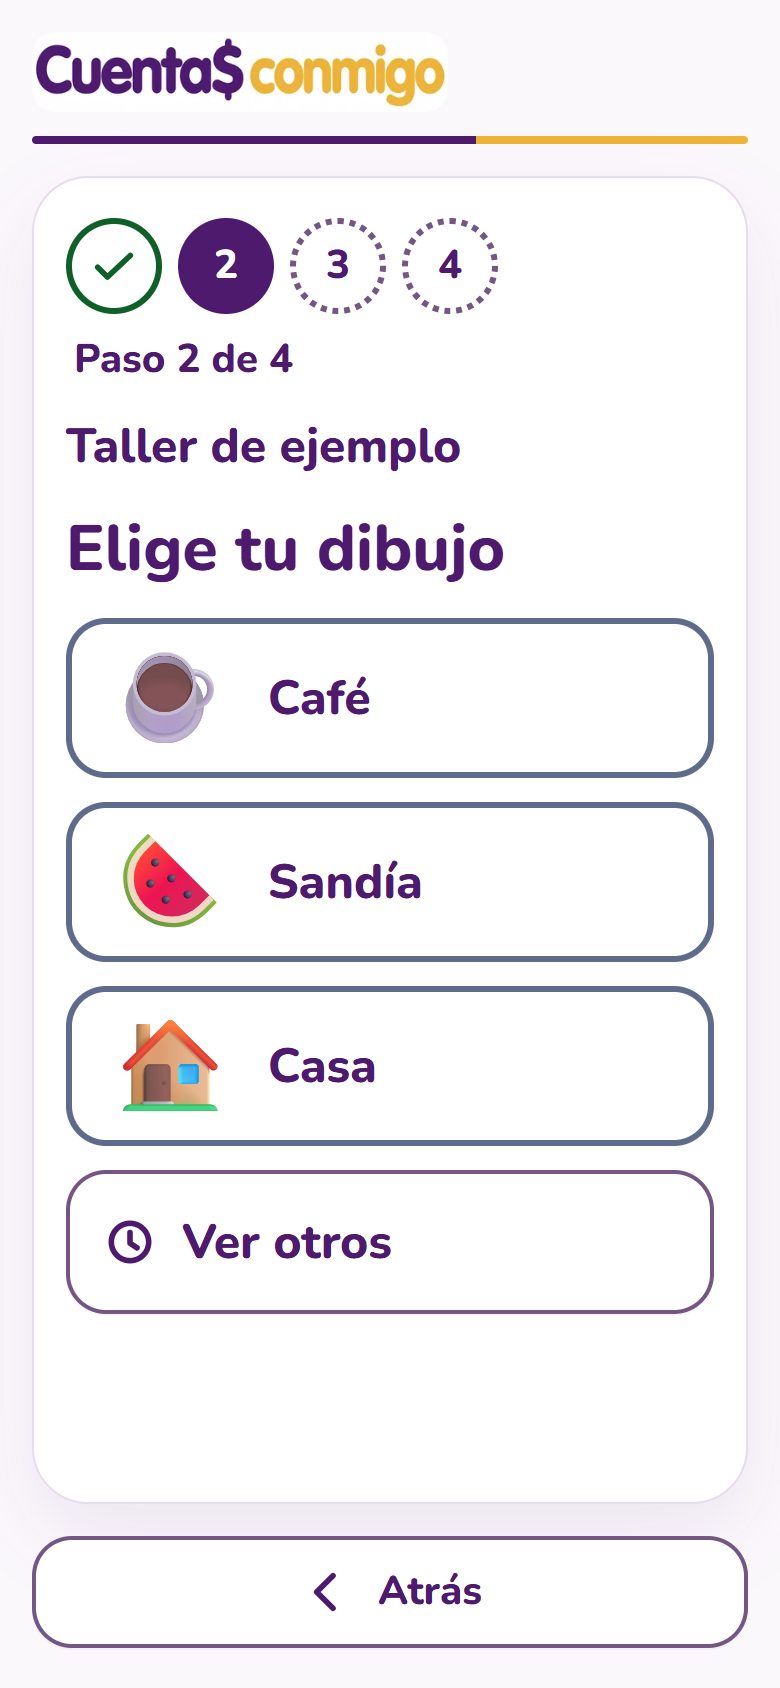 Cuenta$ conmigo
2 3 4
Paso 2 de 4
Taller de ejemplo
Elige tu dibujo
Café
Sandía
Casa
Ver otros
Atrás